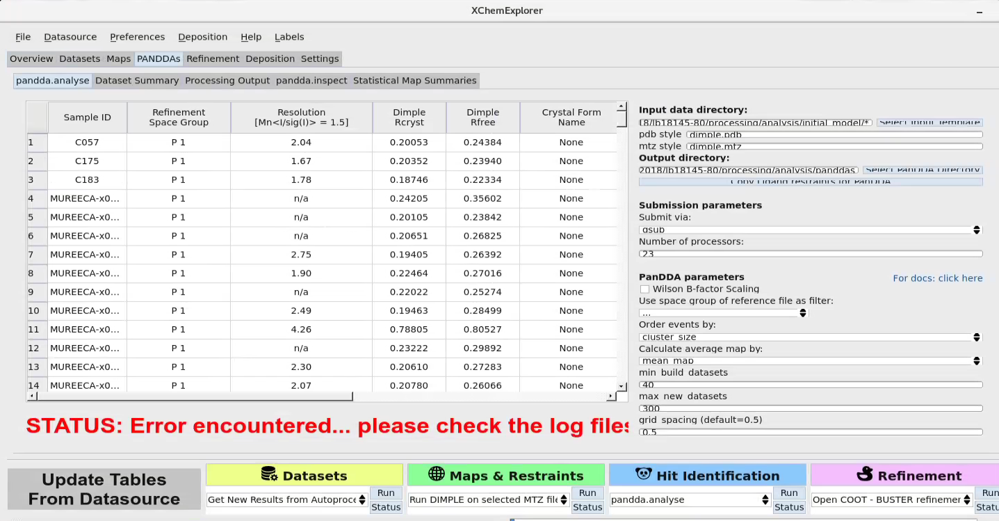 XChemExplorer
File Datasource Preferences Deposition Help Labels
Overview Datasets Maps PANDDAs Refinement Deposition Settings
pandda.analyse Dataset Summary Processing Output pandda.inspect Statistical Map Summaries
Sample ID Refinement Space Group Resolution [Mn<I/sig(I)> = 1.5] Dimple Rcryst Dimple Rfree Crystal Form Name
1 C057 P 1 2.04 0.20053 0.24384 None
2 C175 P 1 1.67 0.20352 0.23940 None
3 C183 P 1 1.78 0.18746 0.22334 None
4 MUREECA-x0... P 1 n/a 0.24205 0.35602 None
5 MUREECA-x0... P 1 n/a 0.20105 0.23842 None
6 MUREECA-x0... P 1 n/a 0.20651 0.26825 None
7 MUREECA-x0... P 1 2.75 0.19405 0.26392 None
8 MUREECA-x0... P 1 1.90 0.22464 0.27016 None
9 MUREECA-x0... P 1 n/a 0.22022 0.25274 None
10 MUREECA-x0... P 1 2.49 0.19463 0.28499 None
11 MUREECA-x0... P 1 4.26 0.78805 0.80527 None
12 MUREECA-x0... P 1 n/a 0.23222 0.29892 None
13 MUREECA-x0... P 1 2.30 0.20610 0.27283 None
14 MUREECA-x0... P 1 2.07 0.20780 0.26066 None
STATUS: Error encountered... please check the log files
Input data directory:
(8/lb18145-80/processing/analysis/initial_model/* Select Input Template
pdb style dimple.pdb
mtz style dimple.mtz
Output directory:
2018/lb18145-80/processing/analysis/panddas Select PanDDA Directory
Copy Ligand restraints for PanDDA
Submission parameters
Submit via:
qsub
Number of processors:
23
PanDDA parameters For docs: click here
Wilson B-factor Scaling
Use space group of reference file as filter:
...
Order events by:
cluster_size
Calculate average map by:
mean_map
min_build_datasets
40
max_new_datasets
300
grid_spacing (default=0.5)
0.5
Update Tables
From Datasource
Datasets
Get New Results from Autoproce Run
Status
Maps & Restraints
Run DIMPLE on selected MTZ file Run
Status
Hit Identification
pandda.analyse Run
Status
Refinement
Open COOT - BUSTER refinemer Run
Statu